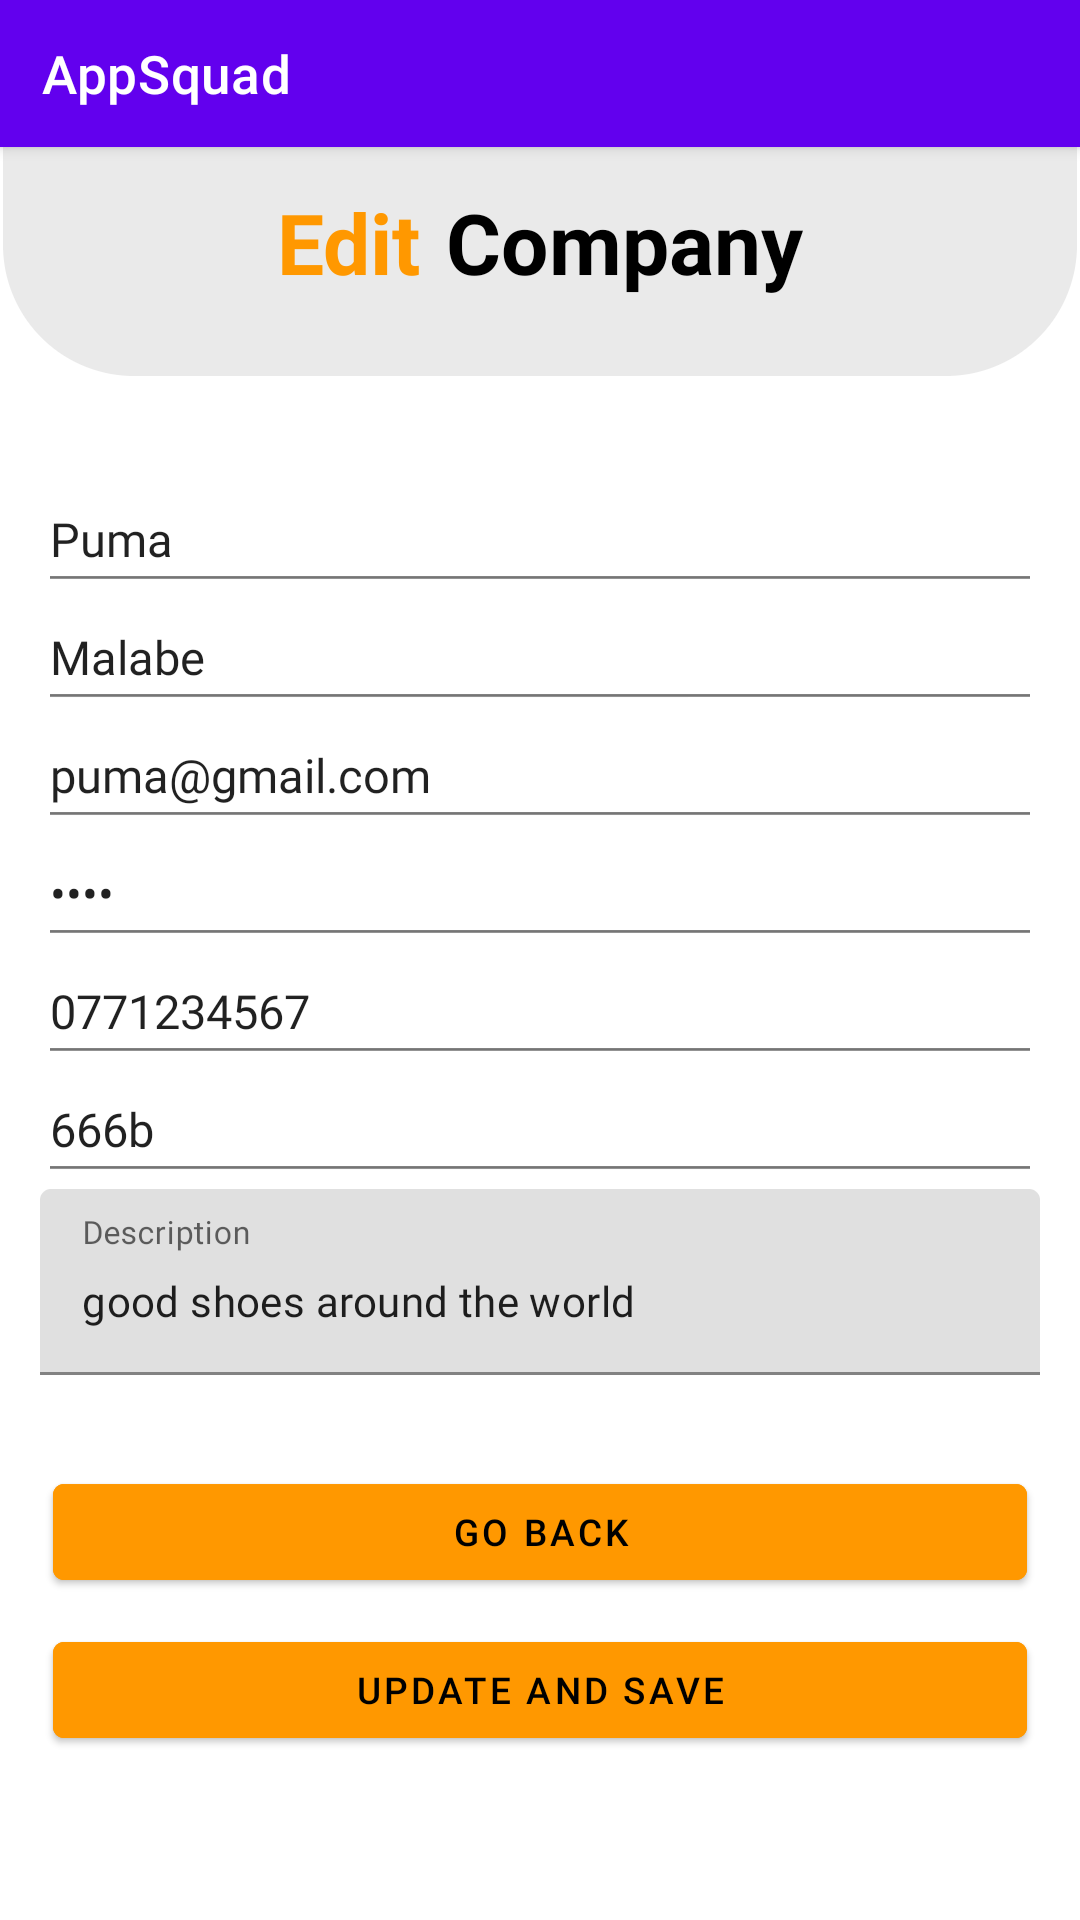 AppSquad
Edit Company
Puma
Malabe
puma@gmail.com
••••
0771234567
666b
Description
good shoes around the world
GO BACK
UPDATE AND SAVE